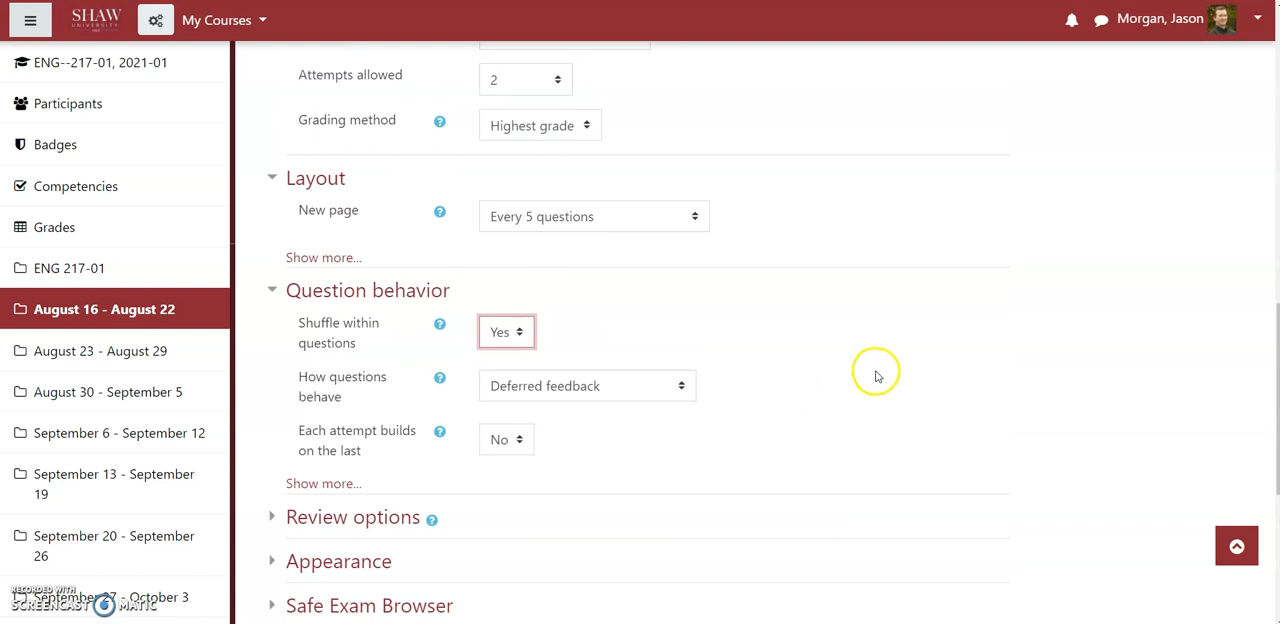 SHAW
UNIVERSITY
My Courses
Morgan, Jason
ENG--217-01, 2021-01
Participants
Badges
Competencies
Grades
ENG 217-01
August 16 - August 22
August 23 - August 29
August 30 - September 5
September 6 - September 12
September 13 - September
19
September 20 - September
26
September 27 - October 3
RECORDED WITH
SCREENCAST MATIC
Attempts allowed
2
Grading method
?
Highest grade
Layout
New page
?
Every 5 questions
Show more...
Question behavior
Shuffle within
questions
?
Yes
How questions
behave
?
Deferred feedback
Each attempt builds
on the last
?
No
Show more...
Review options
?
Appearance
Safe Exam Browser